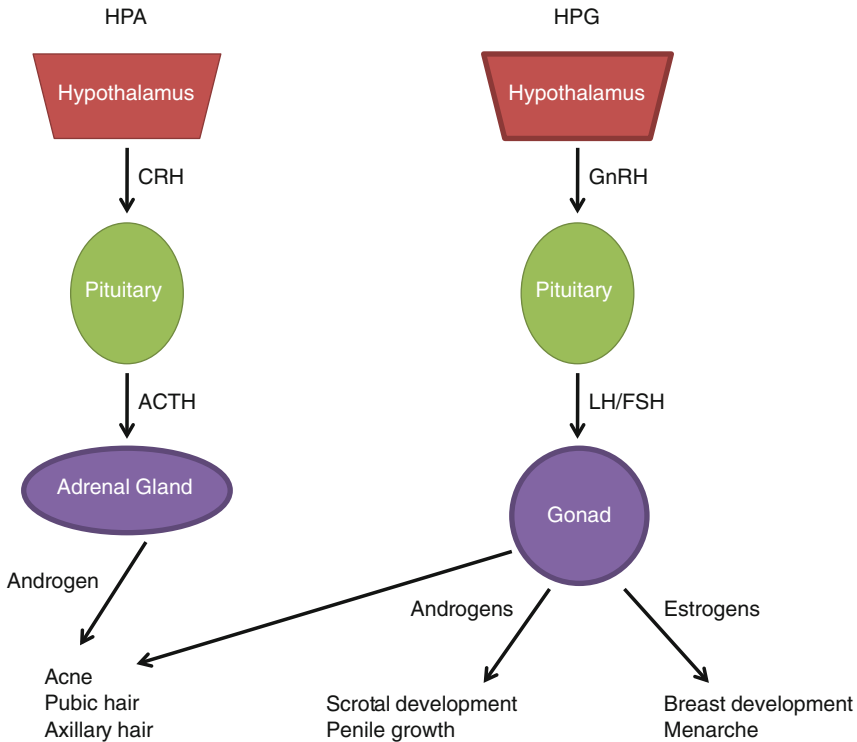 HPA
HPG
Hypothalamus
Hypothalamus
CRH
GnRH
Pituitary
Pituitary
ACTH
LH/FSH
Adrenal Gland
Gonad
Androgen
Androgens
Estrogens
Acne
Pubic hair
Axillary hair
Scrotal development
Penile growth
Breast development
Menarche